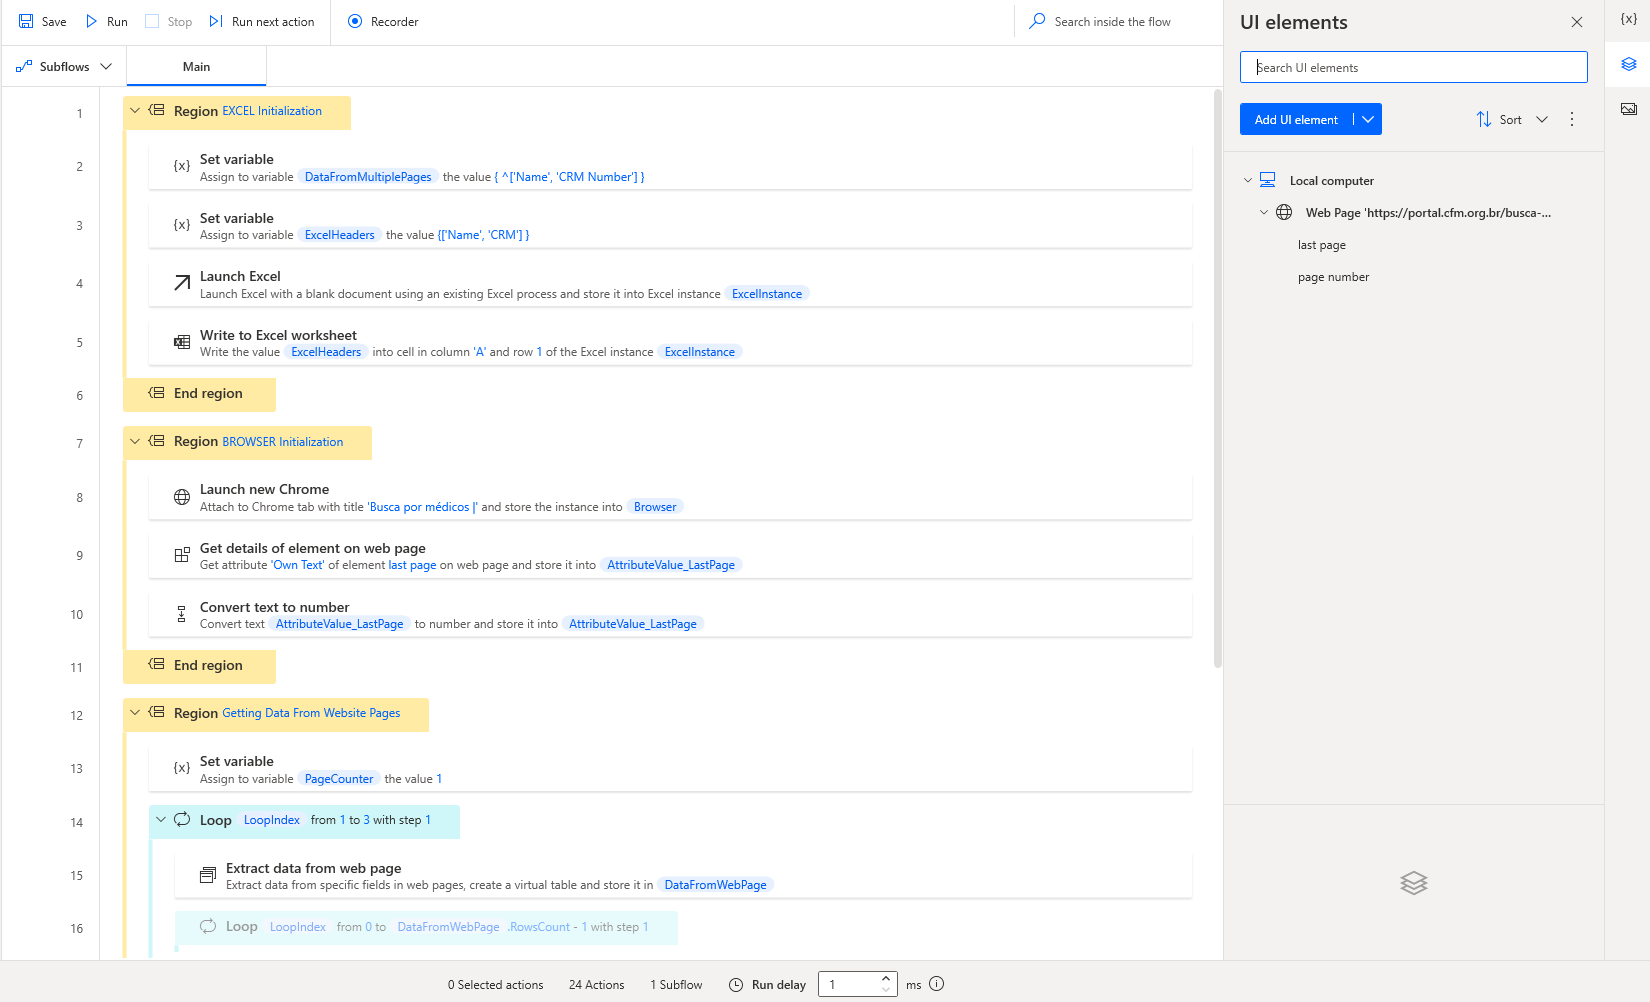 Save Run Stop Run next action Recorder Search inside the flow
Subflows Main
1 Region EXCEL Initialization
2 Set variable
Assign to variable DataFromMultiplePages the value { ^['Name', 'CRM Number'] }
3 Set variable
Assign to variable ExcelHeaders the value {['Name', 'CRM'] }
4 Launch Excel
Launch Excel with a blank document using an existing Excel process and store it into Excel instance ExcelInstance
5 Write to Excel worksheet
Write the value ExcelHeaders into cell in column 'A' and row 1 of the Excel instance ExcelInstance
6 End region
7 Region BROWSER Initialization
8 Launch new Chrome
Attach to Chrome tab with title 'Busca por médicos |' and store the instance into Browser
9 Get details of element on web page
Get attribute 'Own Text' of element last page on web page and store it into AttributeValue_LastPage
10 Convert text to number
Convert text AttributeValue_LastPage to number and store it into AttributeValue_LastPage
11 End region
12 Region Getting Data From Website Pages
13 Set variable
Assign to variable PageCounter the value 1
14 Loop LoopIndex from 1 to 3 with step 1
15 Extract data from web page
Extract data from specific fields in web pages, create a virtual table and store it in DataFromWebPage
16 Loop LoopIndex from 0 to DataFromWebPage .RowsCount - 1 with step 1
UI elements
Search UI elements
Add UI element Sort
Local computer
Web Page 'https://portal.cfm.org.br/busca-...
last page
page number
0 Selected actions 24 Actions 1 Subflow Run delay 1 ms